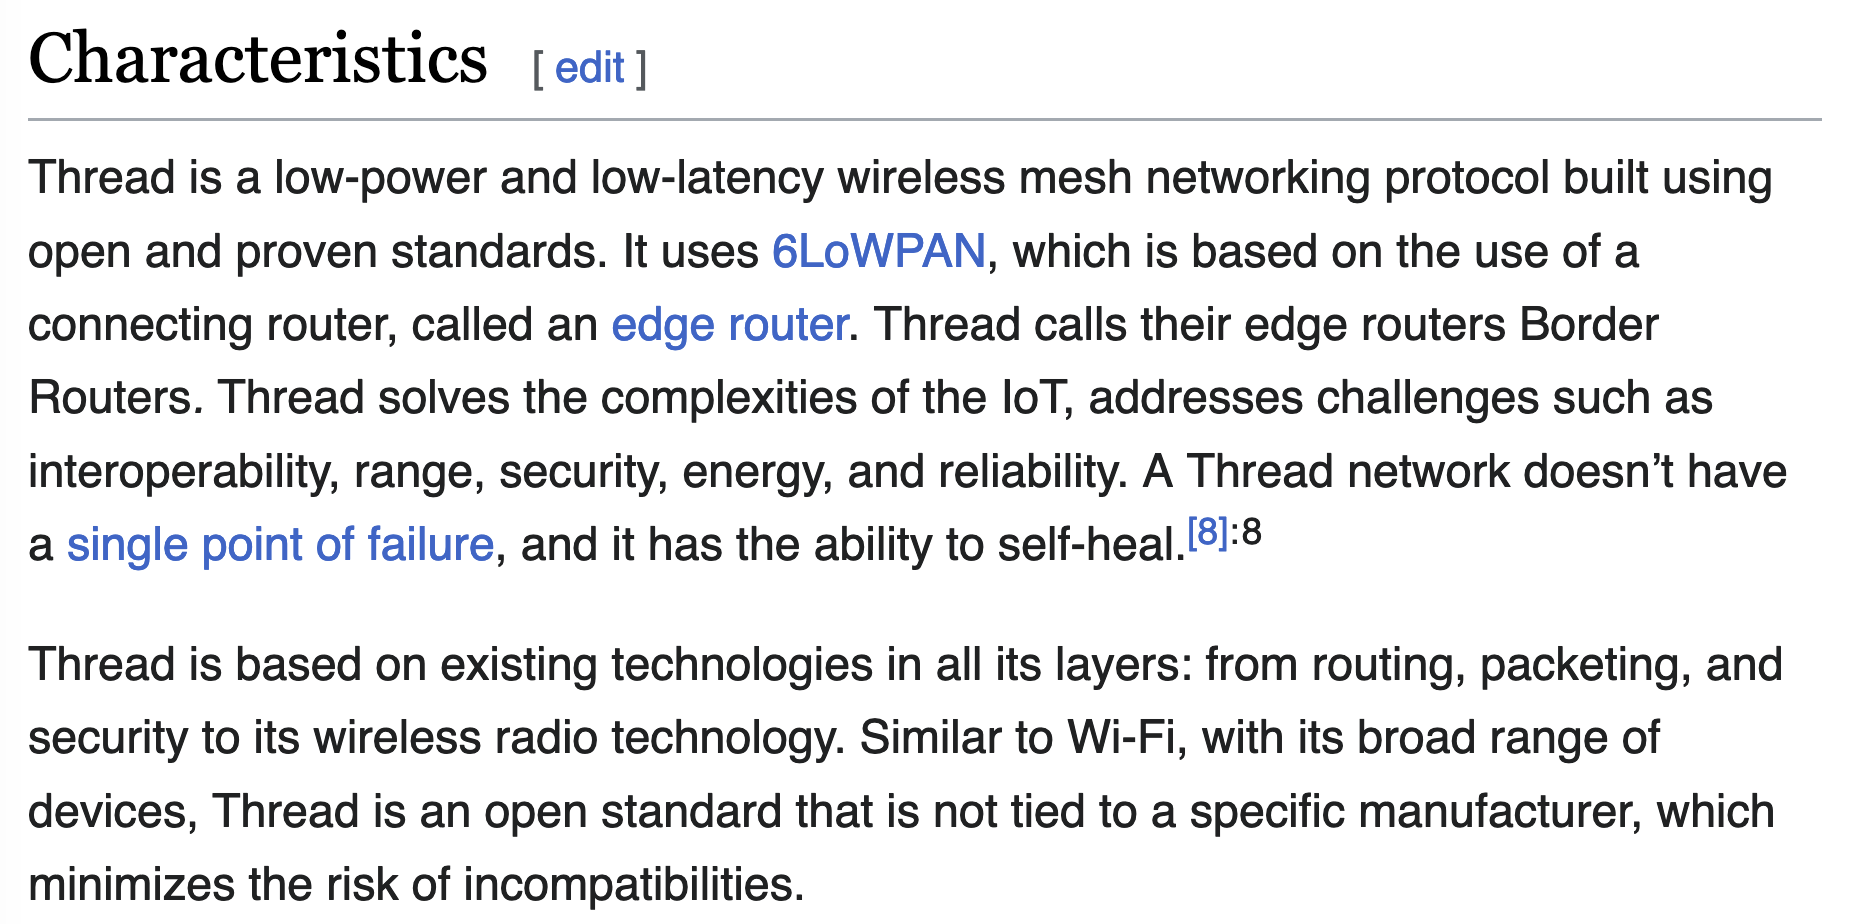 Characteristics [ edit ]
Thread is a low-power and low-latency wireless mesh networking protocol built using
open and proven standards. It uses 6LoWPAN, which is based on the use of a
connecting router, called an edge router. Thread calls their edge routers Border
Routers. Thread solves the complexities of the IoT, addresses challenges such as
interoperability, range, security, energy, and reliability. A Thread network doesn’t have
a single point of failure, and it has the ability to self-heal.[8]:8
Thread is based on existing technologies in all its layers: from routing, packeting, and
security to its wireless radio technology. Similar to Wi-Fi, with its broad range of
devices, Thread is an open standard that is not tied to a specific manufacturer, which
minimizes the risk of incompatibilities.